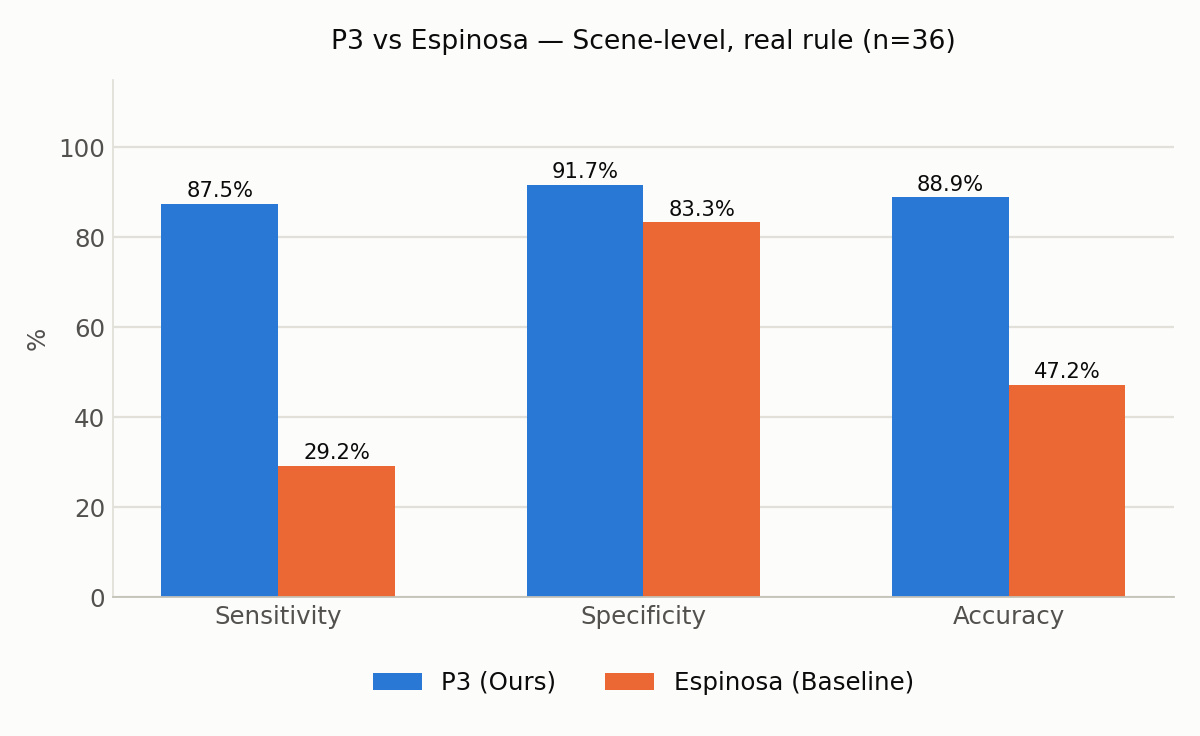 P3 vs Espinosa — Scene-level, real rule (n=36)
%
100
80
60
40
20
0
87.5%
29.2%
91.7%
83.3%
88.9%
47.2%
Sensitivity
Specificity
Accuracy
P3 (Ours)
Espinosa (Baseline)